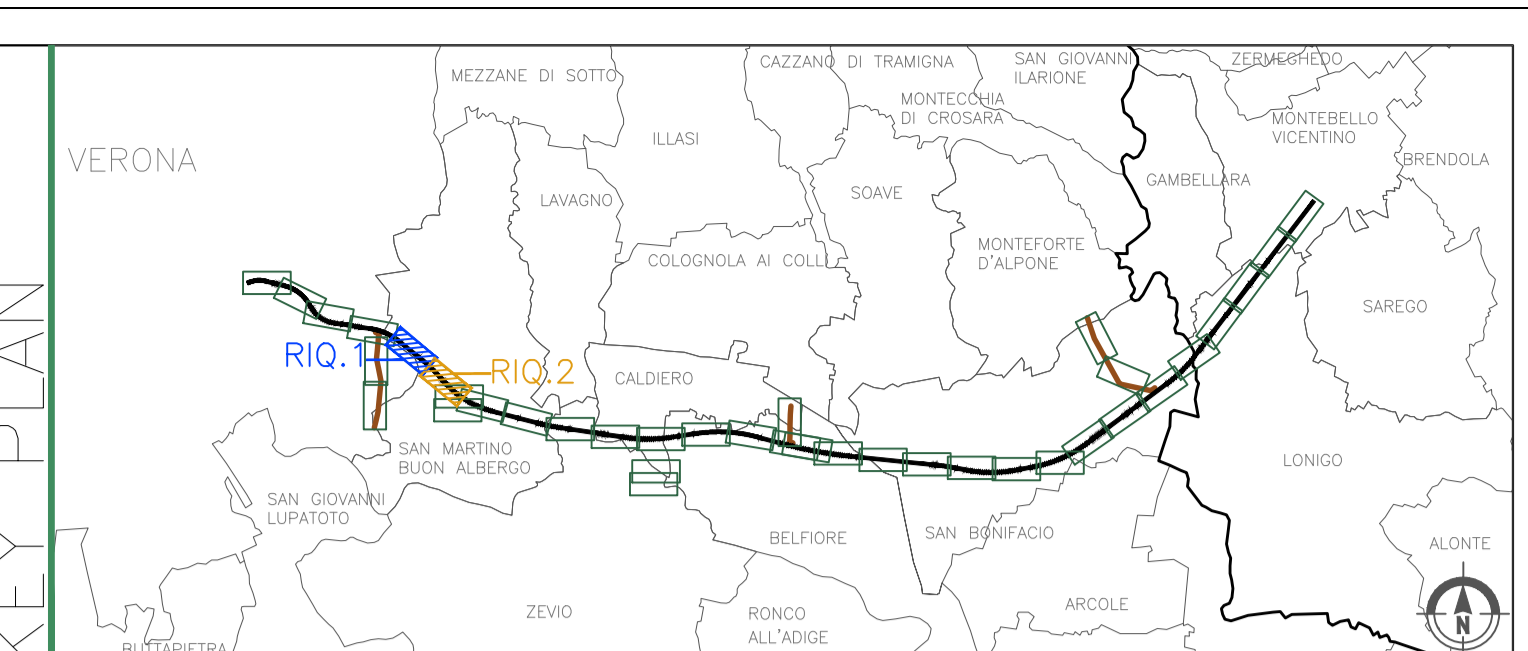 KEY PLAN
MEZZANE DI SOTTO
CAZZANO DI TRAMIGNA
SAN GIOVANNI
ILARIONE
ZERMEGHEDO
MONTECCHIA
DI CROSARA
MONTEBELLO
VICENTINO
ILLASI
VERONA
BRENDOLA
GAMBELLARA
LAVAGNO
SOAVE
MONTEFORTE
D'ALPONE
COLOGNOLA AI COLLI
SAREGO
RIQ.1
RIQ.2
CALDIERO
SAN MARTINO
BUON ALBERGO
LONIGO
SAN GIOVANNI
LUPATOTO
BELFIORE
SAN BONIFACIO
ALONTE
ZEVIO
RONCO
ALL'ADIGE
ARCOLE
N
BUTTAPIETRA